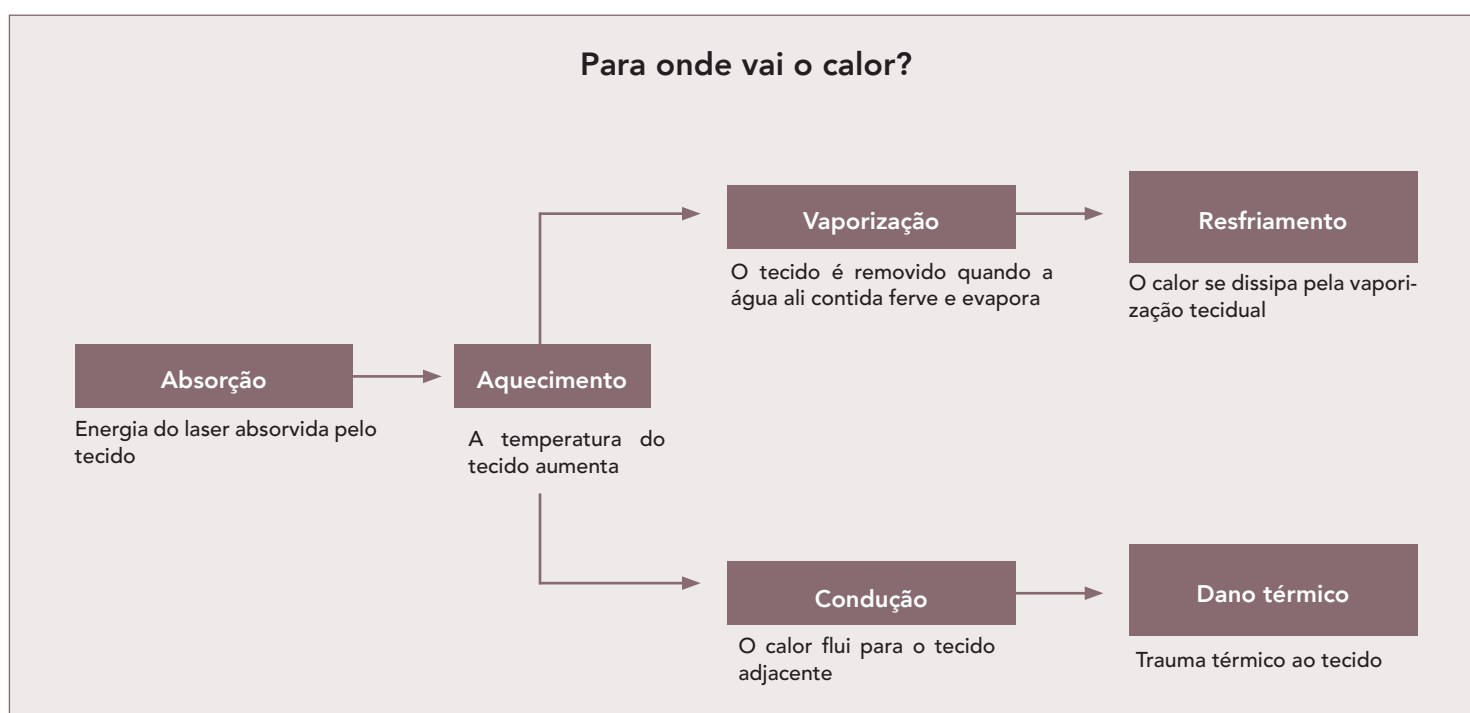 Para onde vai o calor?
Absorção
Energia do laser absorvida pelo
tecido
Aquecimento
A temperatura do
tecido aumenta
Vaporização
O tecido é removido quando a
água ali contida ferve e evapora
Resfriamento
O calor se dissipa pela vapori-
zação tecidual
Condução
O calor flui para o tecido
adjacente
Dano térmico
Trauma térmico ao tecido